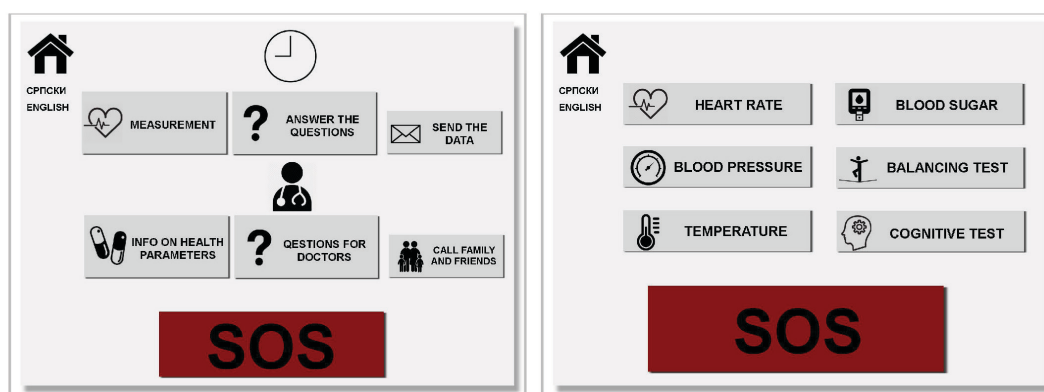 СРПСКИ
ENGLISH
MEASUREMENT
ANSWER THE
QUESTIONS
SEND THE
DATA
INFO ON HEALTH
PARAMETERS
QESTIONS FOR
DOCTORS
CALL FAMILY
AND FRIENDS
SOS
СРПСКИ
ENGLISH
HEART RATE
BLOOD SUGAR
BLOOD PRESSURE
BALANCING TEST
TEMPERATURE
COGNITIVE TEST
SOS